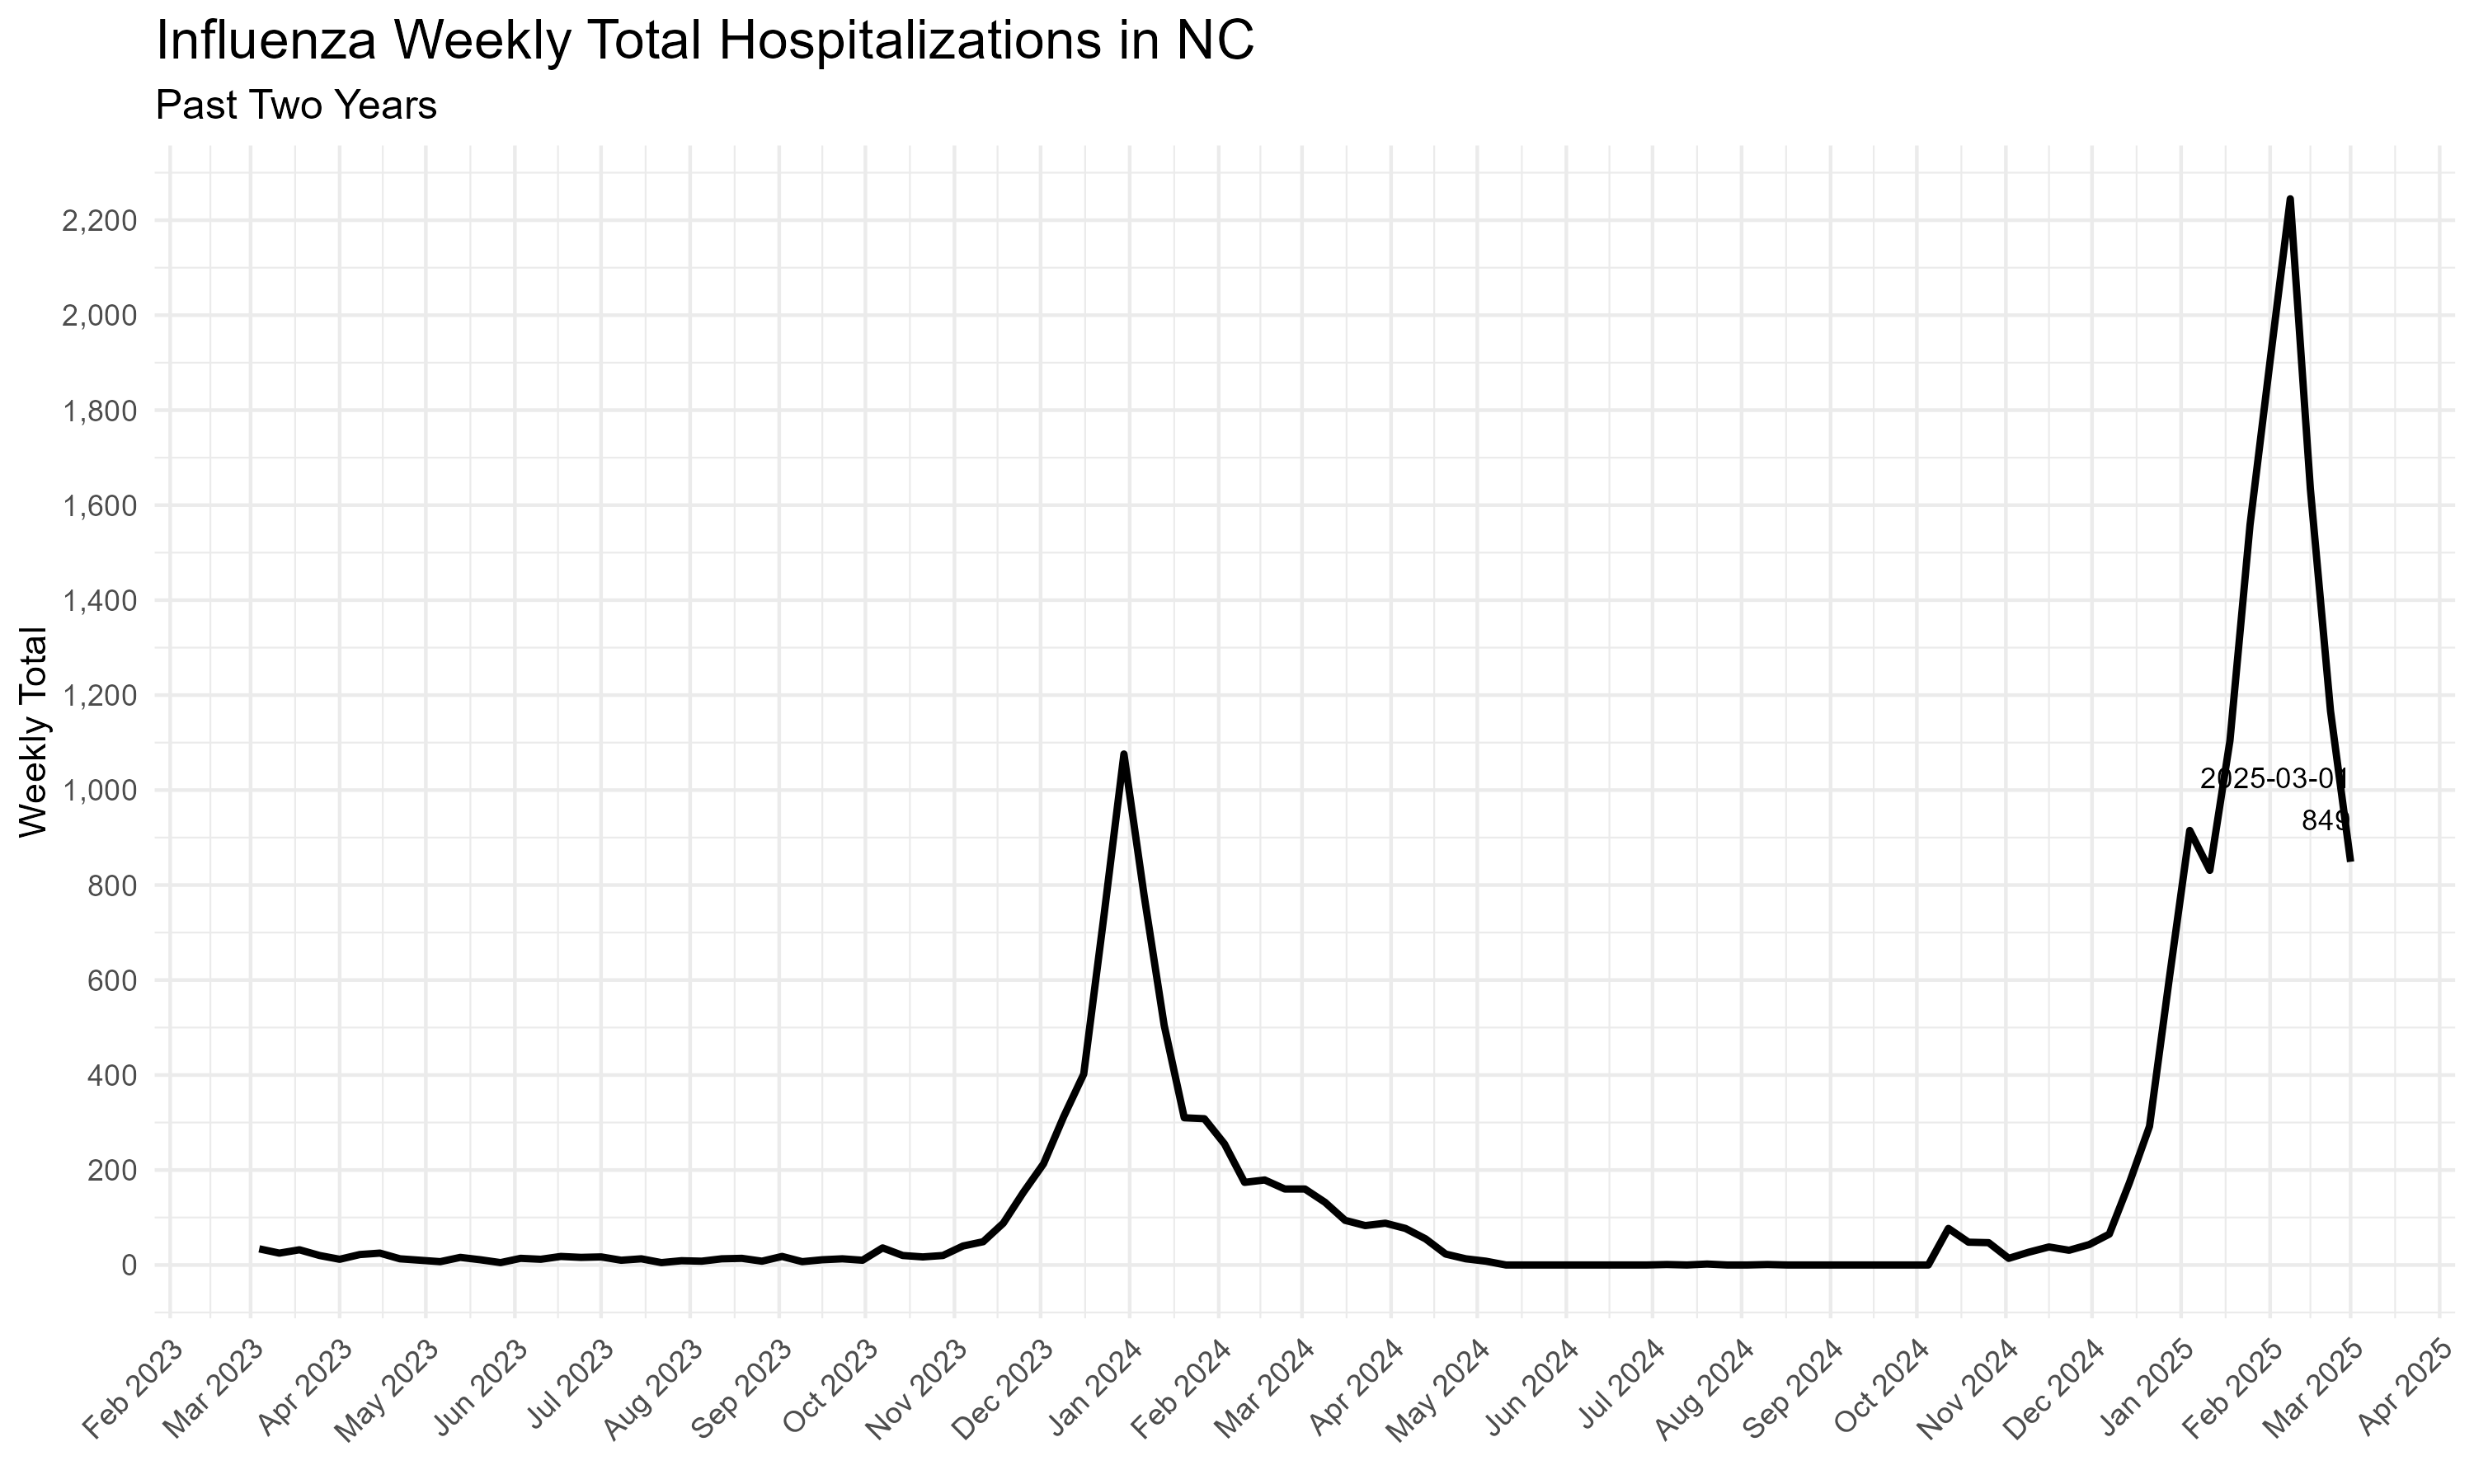 Influenza Weekly Total Hospitalizations in NC
Past Two Years
Weekly Total
2,200
2,000
1,800
1,600
1,400
1,200
1,000
800
600
400
200
0
2025-03-01
849
Feb 2023
Mar 2023
Apr 2023
May 2023
Jun 2023
Jul 2023
Aug 2023
Sep 2023
Oct 2023
Nov 2023
Dec 2023
Jan 2024
Feb 2024
Mar 2024
Apr 2024
May 2024
Jun 2024
Jul 2024
Aug 2024
Sep 2024
Oct 2024
Nov 2024
Dec 2024
Jan 2025
Feb 2025
Mar 2025
Apr 2025